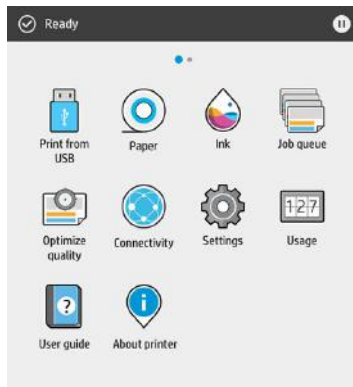 Ready
Print from
USB
Paper
Ink
Job queue
Optimize
quality
Connectivity
Settings
127
Usage
?
User guide
i
About printer